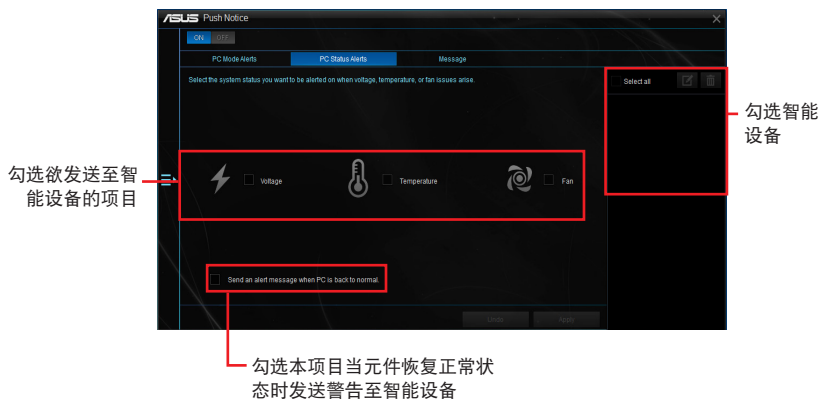 ASUS Push Notice
ON OFF
PC Mode Alerts PC Status Alerts Message
Select the system status you want to be alerted on when voltage, temperature, or fan issues arise.
Select all
勾选智能
设备
勾选欲发送至智
能设备的项目
Voltage Temperature Fan
Send an alert message when PC is back to normal.
Undo Apply
勾选本项目当元件恢复正常状
态时发送警告至智能设备